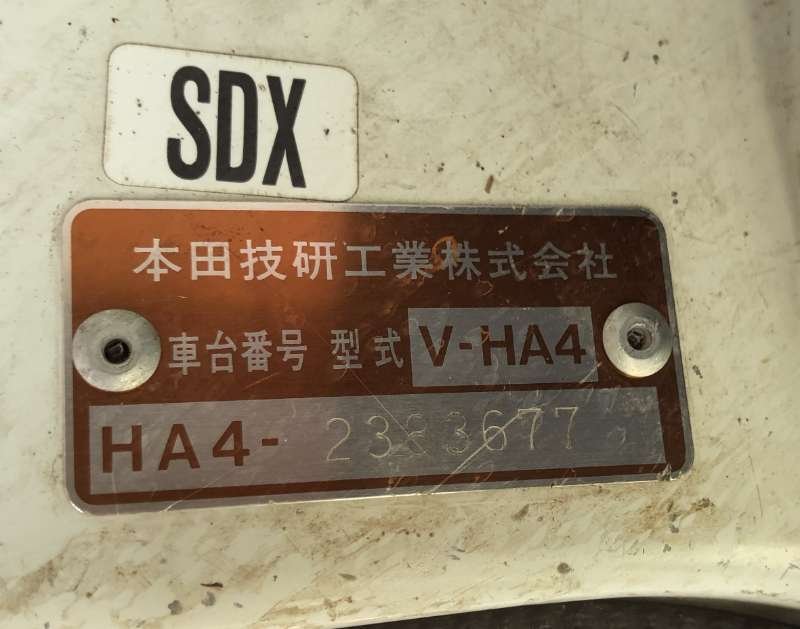 SDX
本田技研工業株式会社
車台番号 型式 V-HA4
HA4-2383677